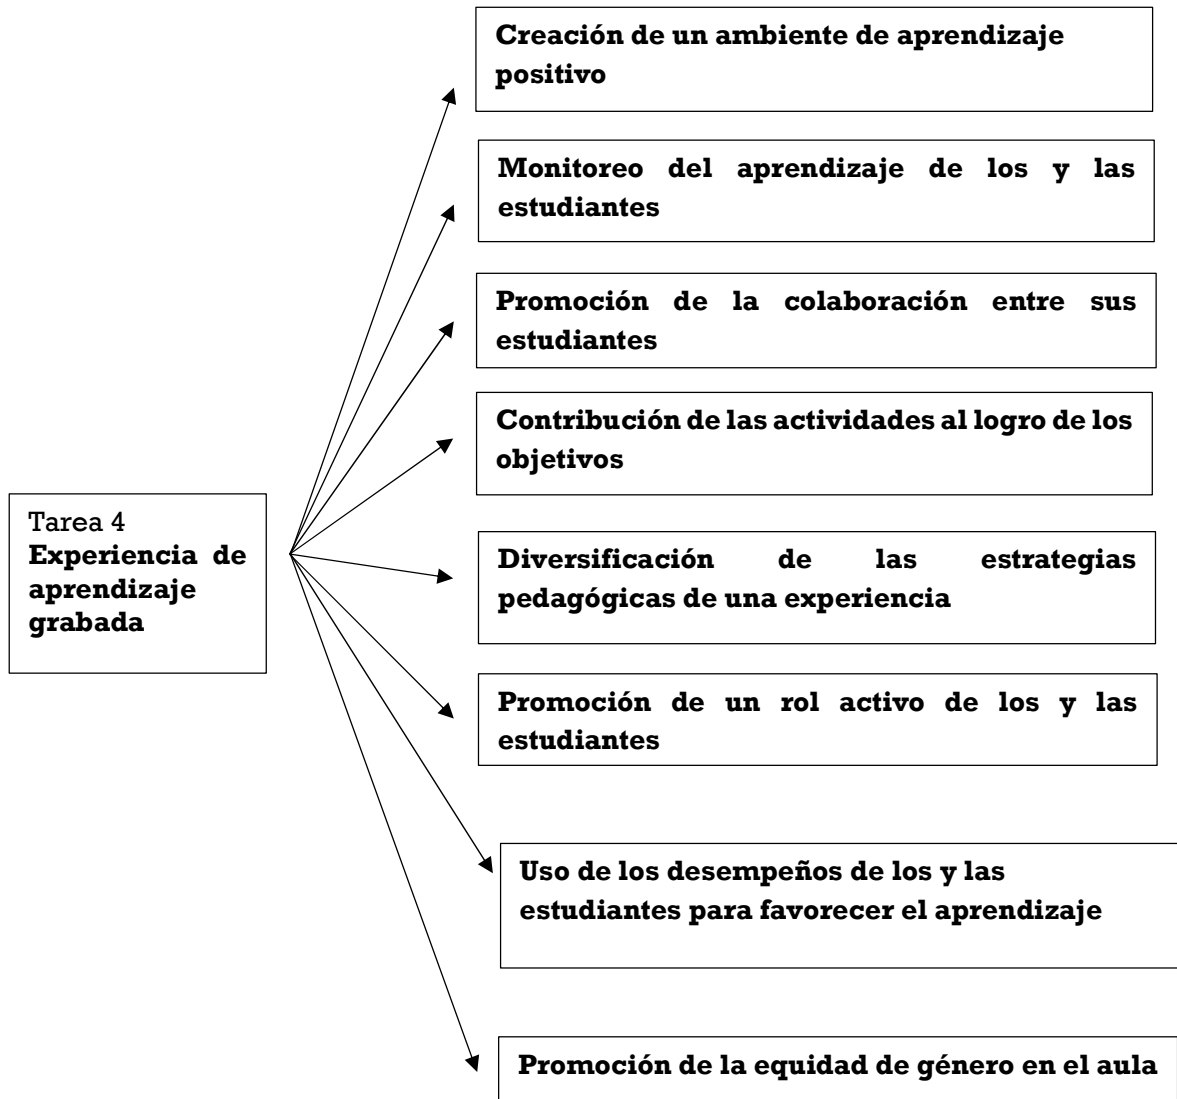 Creación de un ambiente de aprendizaje
positivo
Monitoreo del aprendizaje de los y las
estudiantes
Promoción de la colaboración entre sus
estudiantes
Contribución de las actividades al logro de los
objetivos
Tarea 4
Experiencia de
aprendizaje
grabada
Diversificación de las estrategias
pedagógicas de una experiencia
Promoción de un rol activo de los y las
estudiantes
Uso de los desempeños de los y las
estudiantes para favorecer el aprendizaje
Promoción de la equidad de género en el aula